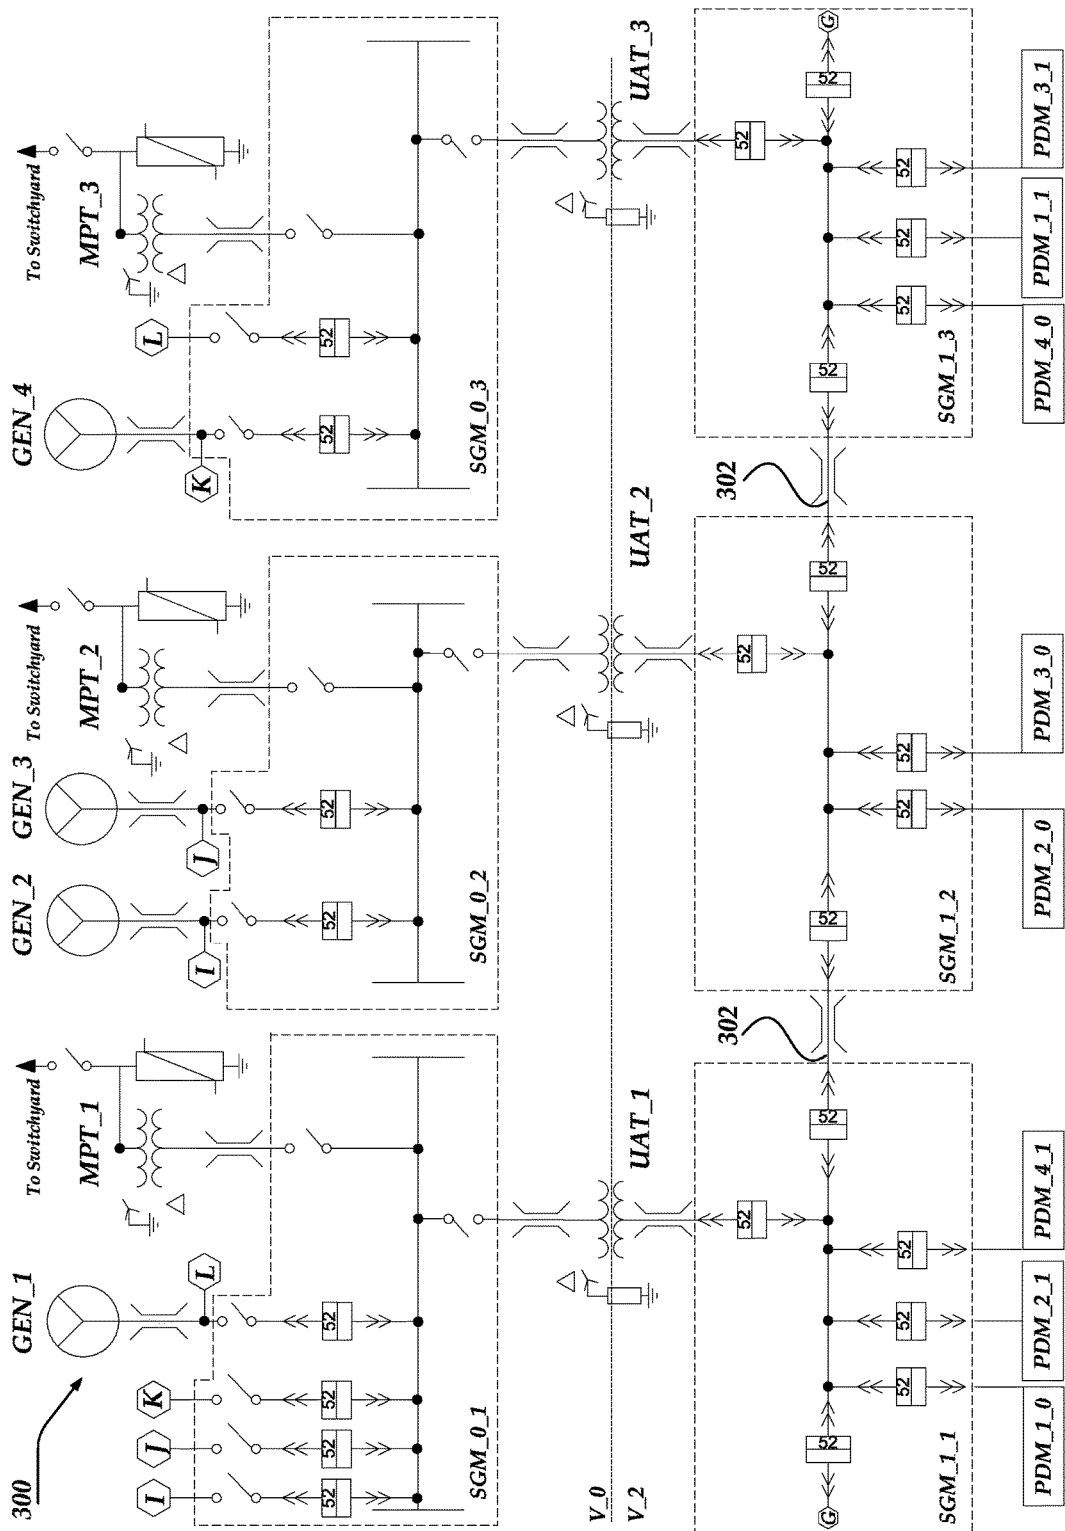 300
GEN_1
GEN_2
GEN_3
GEN_4
To Switchyard
To Switchyard
To Switchyard
MPT_1
MPT_2
MPT_3
I
J
K
L
I
J
K
L
52
52
52
52
52
52
52
52
SGM_0_1
SGM_0_2
SGM_0_3
V_0
V_2
UAT_1
UAT_2
UAT_3
302
302
52
52
52
G
52
52
52
52
52
52
G
52
52
52
52
52
52
52
52
SGM_1_1
SGM_1_2
SGM_1_3
PDM_1_0
PDM_2_1
PDM_4_1
PDM_2_0
PDM_3_0
PDM_4_0
PDM_1_1
PDM_3_1